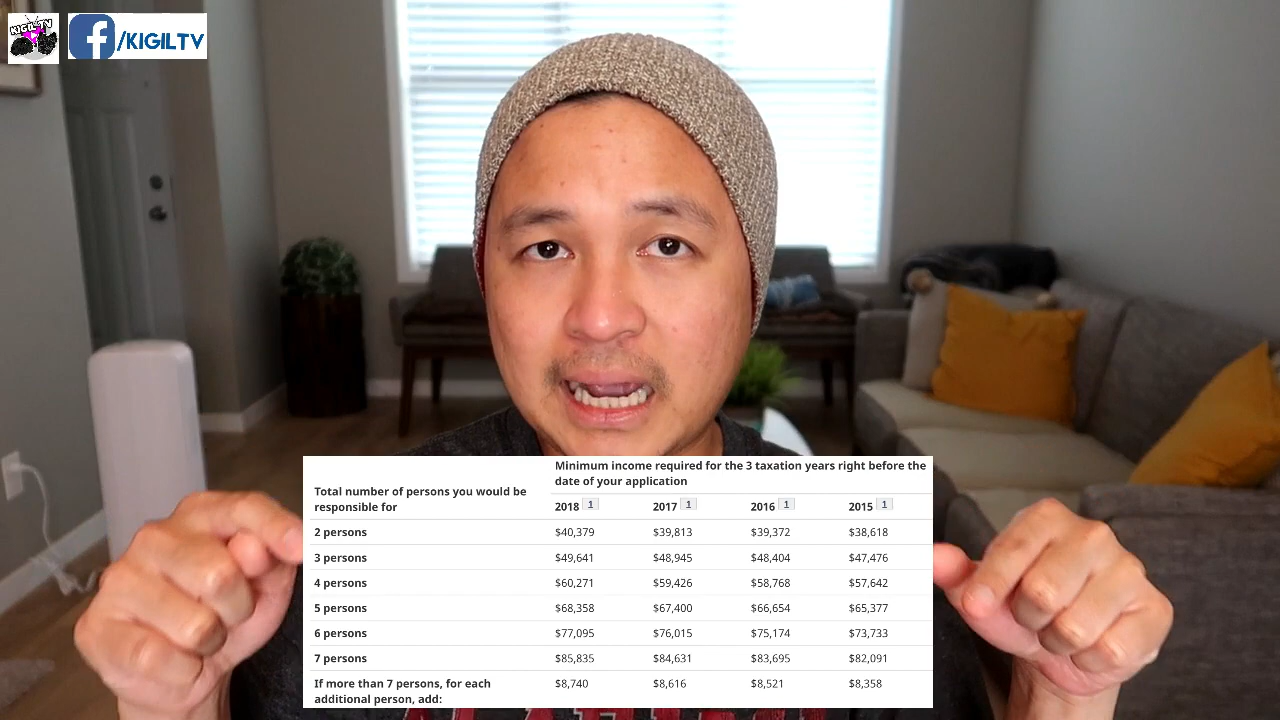 KIGILTV
f/KIGILTV
Minimum income required for the 3 taxation years right before the
date of your application
Total number of persons you would be
responsible for
2018 1 2017 1 2016 1 2015 1
2 persons $40,379 $39,813 $39,372 $38,618
3 persons $49,641 $48,945 $48,404 $47,476
4 persons $60,271 $59,426 $58,768 $57,642
5 persons $68,358 $67,400 $66,654 $65,377
6 persons $77,095 $76,015 $75,174 $73,733
7 persons $85,835 $84,631 $83,695 $82,091
If more than 7 persons, for each
additional person, add:
$8,740 $8,616 $8,521 $8,358